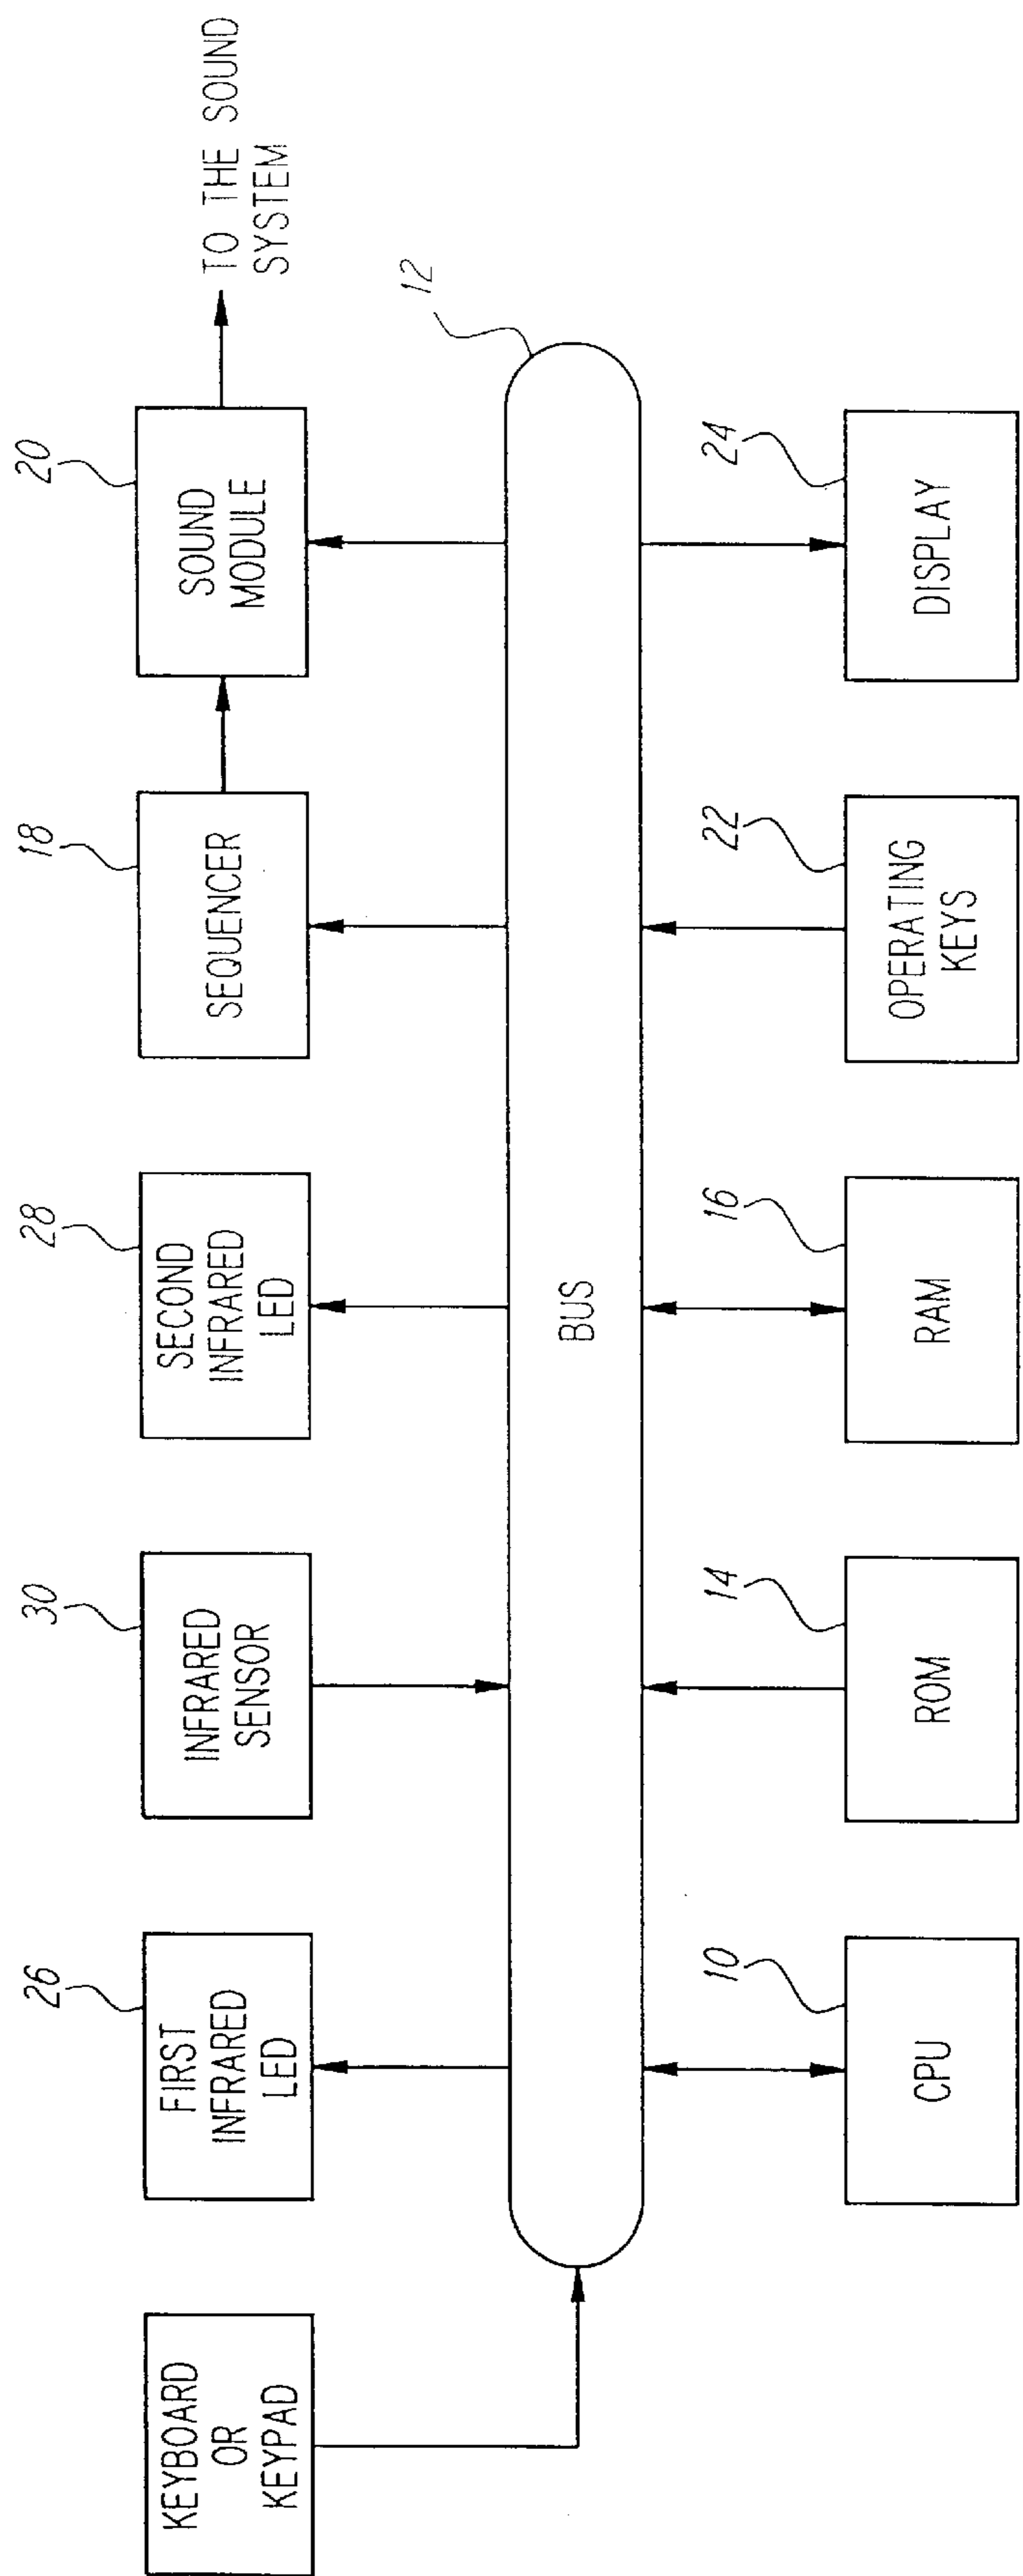 KEYBOARD
OR
KEYPAD
26
FIRST
INFRARED
LED
30
INFRARED
SENSOR
28
SECOND
INFRARED
LED
18
SEQUENCER
20
SOUND
MODULE
TO THE SOUND
SYSTEM
12
BUS
10
CPU
14
ROM
16
RAM
22
OPERATING
KEYS
24
DISPLAY